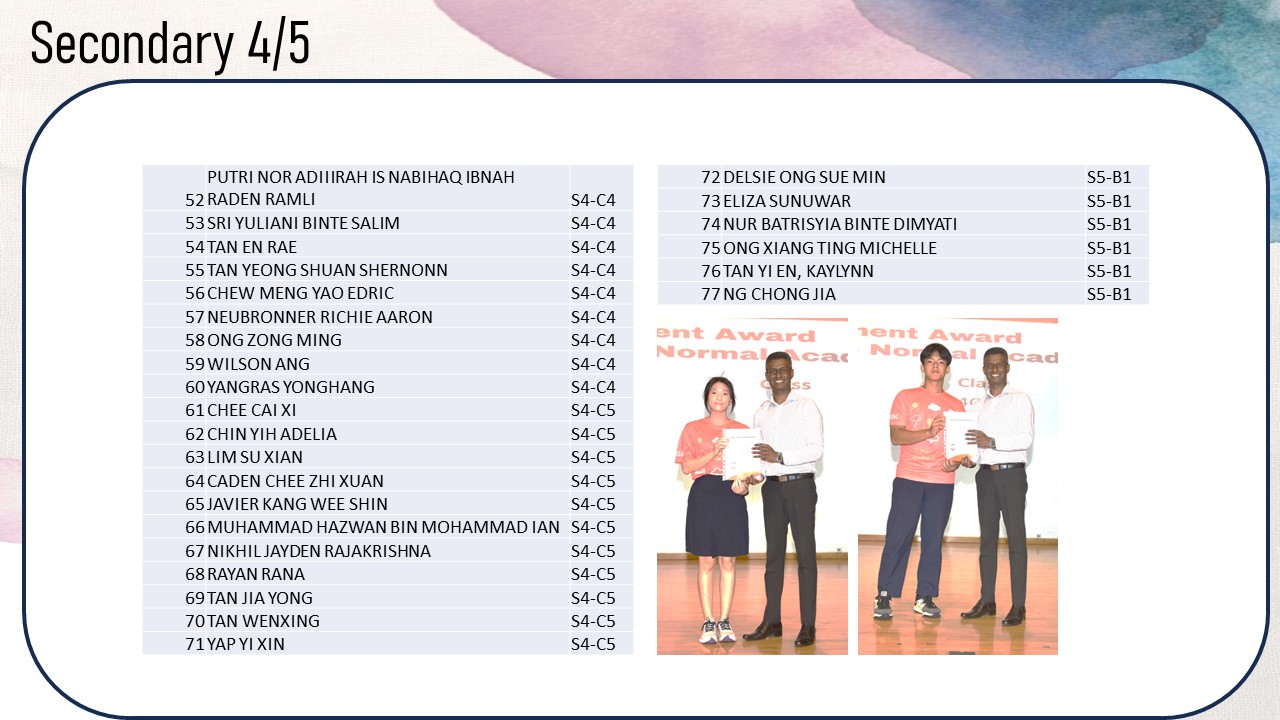 Secondary 4/5
PUTRI NOR ADIIIRAH IS NABIHAQ IBNAH
52 RADEN RAMLI S4-C4
53 SRI YULIANI BINTE SALIM S4-C4
54 TAN EN RAE S4-C4
55 TAN YEONG SHUAN SHERNONN S4-C4
56 CHEW MENG YAO EDRIC S4-C4
57 NEUBRONNER RICHIE AARON S4-C4
58 ONG ZONG MING S4-C4
59 WILSON ANG S4-C4
60 YANGRAS YONGHANG S4-C4
61 CHEE CAI XI S4-C5
62 CHIN YIH ADELIA S4-C5
63 LIM SU XIAN S4-C5
64 CADEN CHEE ZHI XUAN S4-C5
65 JAVIER KANG WEE SHIN S4-C5
66 MUHAMMAD HAZWAN BIN MOHAMMAD IAN S4-C5
67 NIKHIL JAYDEN RAJAKRISHNA S4-C5
68 RAYAN RANA S4-C5
69 TAN JIA YONG S4-C5
70 TAN WENXING S4-C5
71 YAP YI XIN S4-C5
72 DELSIE ONG SUE MIN S5-B1
73 ELIZA SUNUWAR S5-B1
74 NUR BATRISYIA BINTE DIMYATI S5-B1
75 ONG XIANG TING MICHELLE S5-B1
76 TAN YI EN, KAYLYNN S5-B1
77 NG CHONG JIA S5-B1
ent Award
Normal Acac
Class
nent Award
Normal Acad
Cla